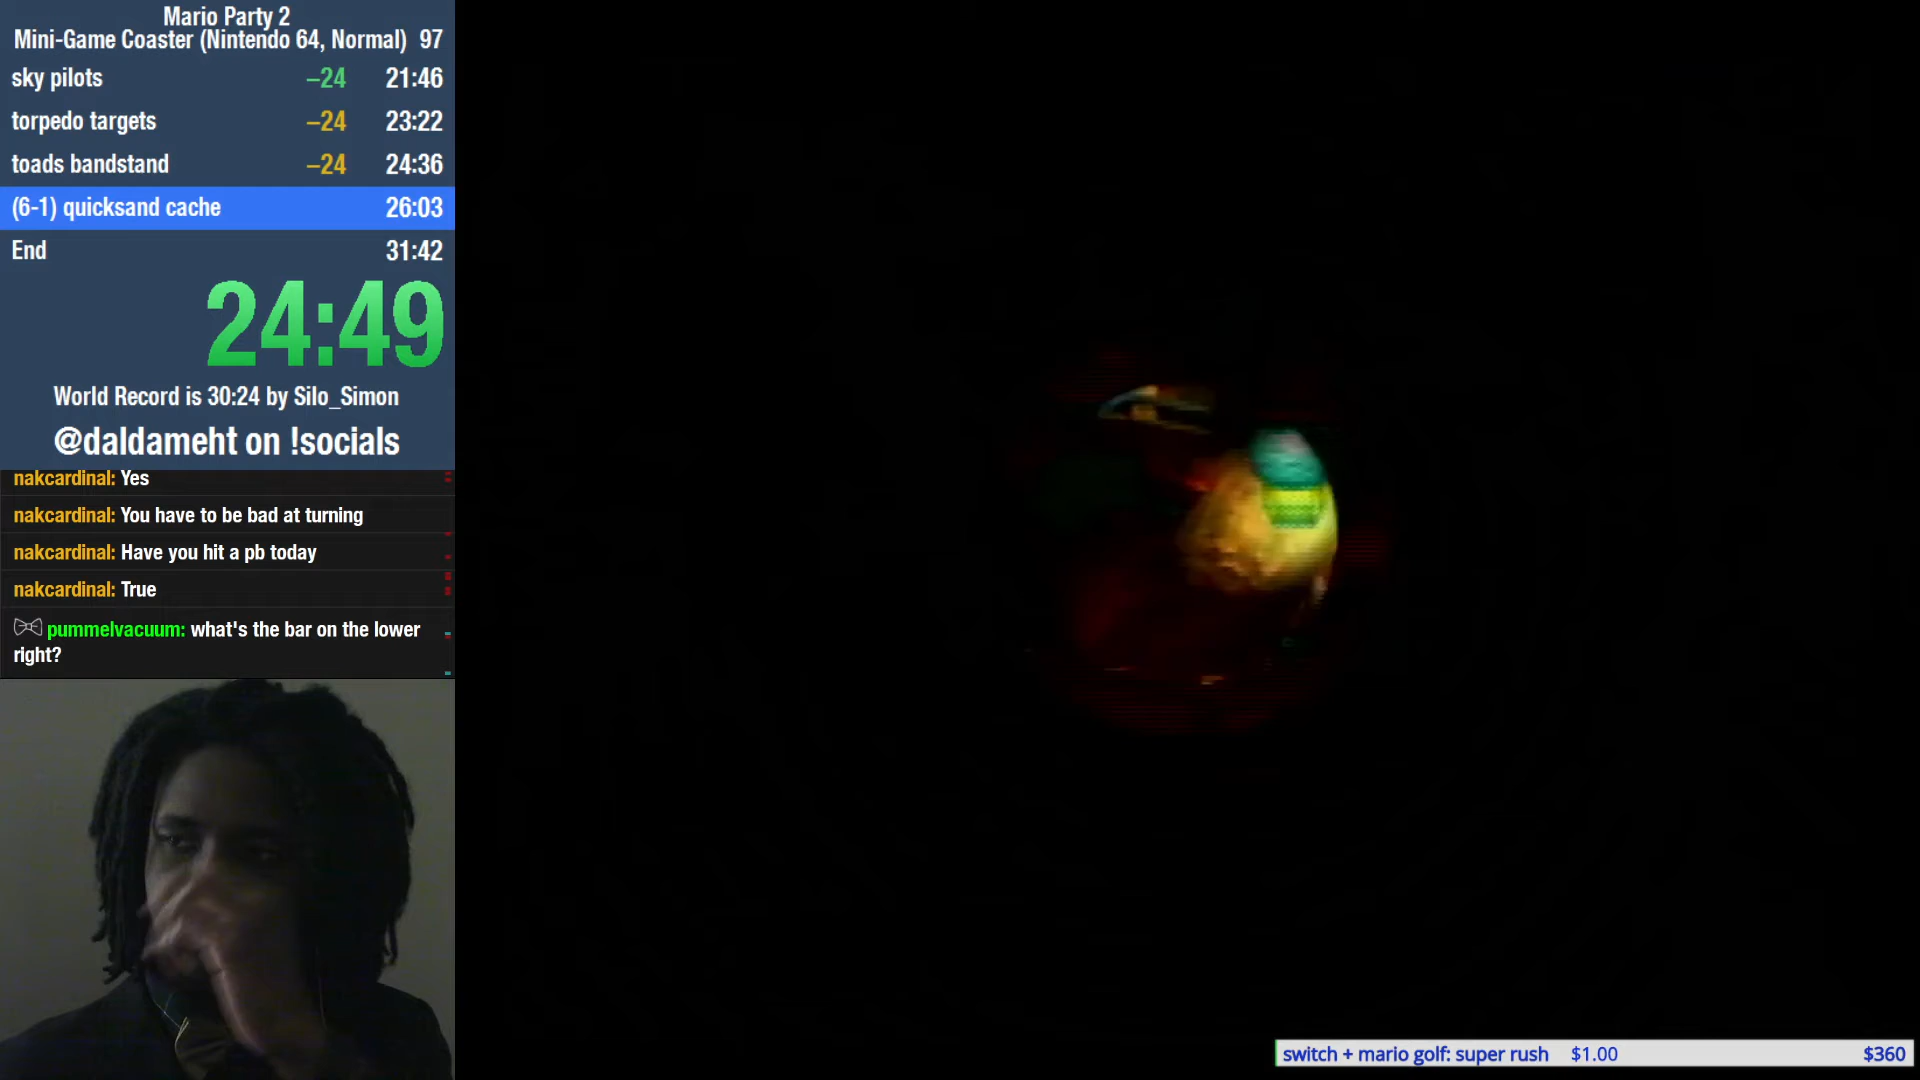 Mario Party 2
Mini-Game Coaster (Nintendo 64, Normal) 97
sky pilots –24 21:46
torpedo targets –24 23:22
toads bandstand –24 24:36
(6-1) quicksand cache 26:03
End 31:42
24:49
World Record is 30:24 by Silo_Simon
@daldameht on !socials
nakcardinal: Yes
nakcardinal: You have to be bad at turning
nakcardinal: Have you hit a pb today
nakcardinal: True
pummelvacuum: what's the bar on the lower
right?
switch + mario golf: super rush $1.00 $360